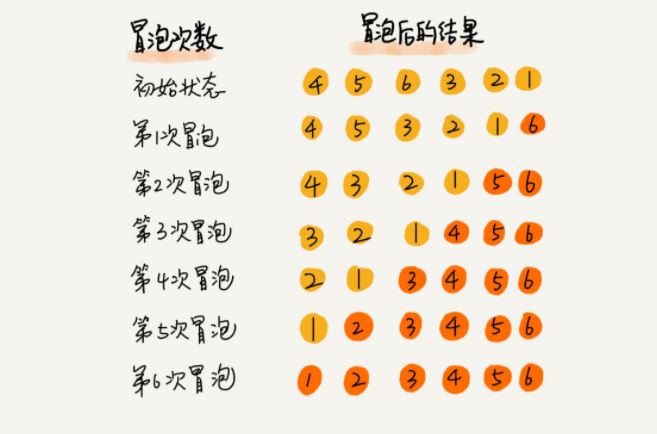 冒泡次数 冒泡后的结果
初始状态 4 5 6 3 2 1
第1次冒泡 4 5 3 2 1 6
第2次冒泡 4 3 2 1 5 6
第3次冒泡 3 2 1 4 5 6
第4次冒泡 2 1 3 4 5 6
第5次冒泡 1 2 3 4 5 6
第6次冒泡 1 2 3 4 5 6